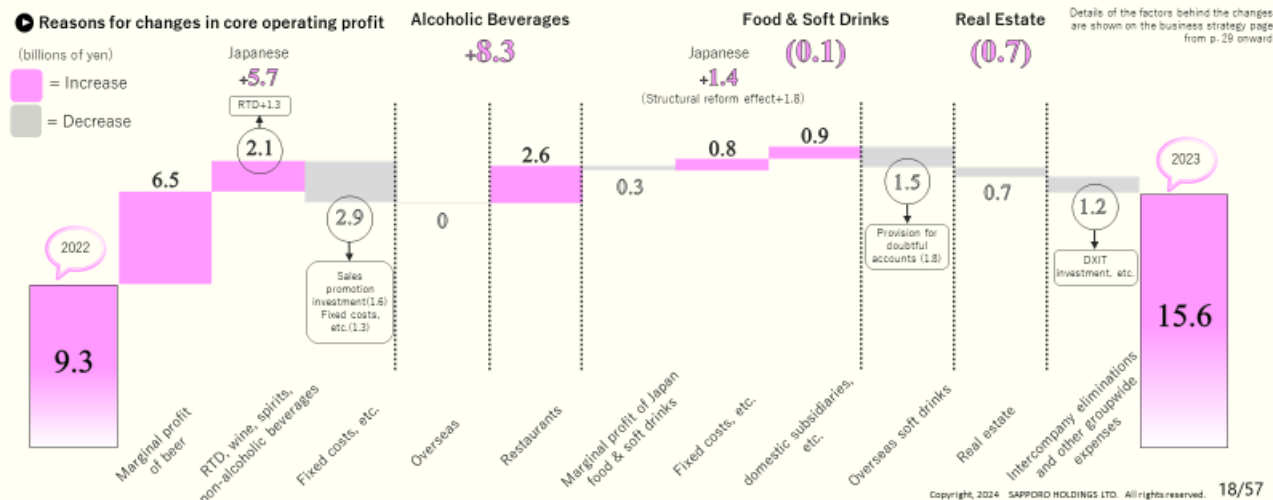 Reasons for changes in core operating profit
(billions of yen)
= Increase
= Decrease
Alcoholic Beverages
+8.3
Japanese
+5.7
RTD+1.3
Food & Soft Drinks
(0.1)
Japanese
+1.4
(Structural reform effect+1.8)
Real Estate
(0.7)
Details of the factors behind the changes
are shown on the business strategy page
from p. 29 onward
2022
9.3
6.5
2.1
2.9
Sales
promotion
investment(1.6)
Fixed costs,
etc.(1.3)
0
2.6
0.3
0.8
0.9
1.5
Provision for
doubtful
accounts (1.8)
0.7
1.2
DXIT
investment, etc.
2023
15.6
Marginal profit
of beer
RTD, wine, spirits,
non-alcoholic beverages
Fixed costs, etc.
Overseas
Restaurants
Marginal profit of Japan
food & soft drinks
Fixed costs, etc.
domestic subsidiaries,
etc.
Overseas soft drinks
Real estate
Intercompany eliminations
and other groupwide
expenses
Copyright, 2024 SAPPORO HOLDINGS LTD. All rights reserved.
18/57